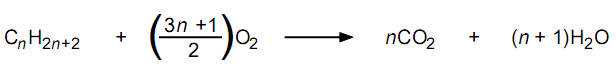 CₙH₂ₙ₊₂ + (3n +1 / 2)O₂ ⟶ nCO₂ + (n + 1)H₂O